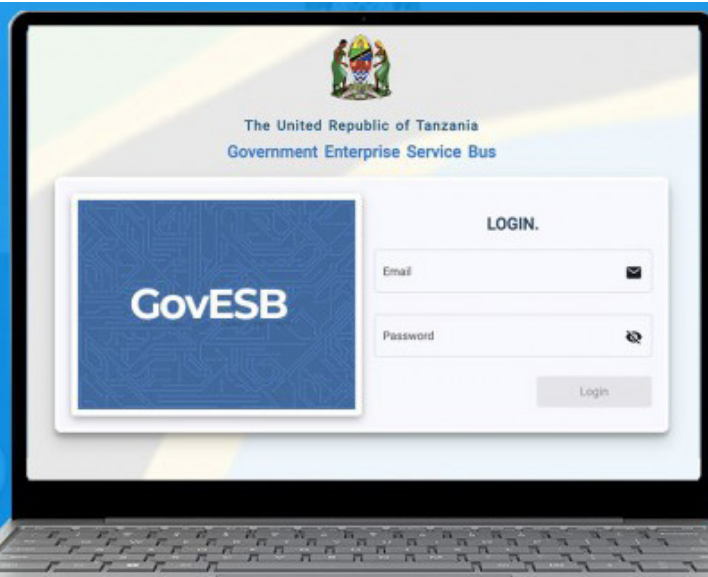 The United Republic of Tanzania
Government Enterprise Service Bus
GovESB
LOGIN.
Email
Password
Login